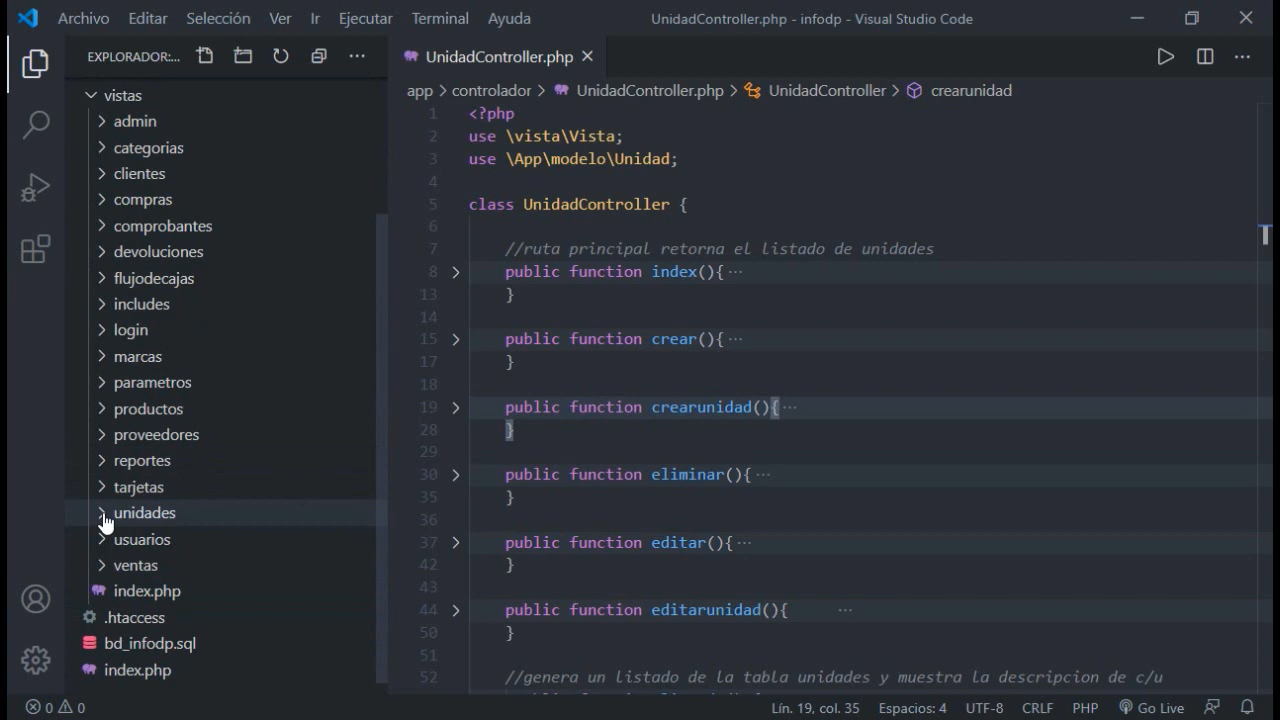 Archivo Editar Selección Ver Ir Ejecutar Terminal Ayuda UnidadController.php - infodp - Visual Studio Code
EXPLORADOR:...
vistas
admin
categorias
clientes
compras
comprobantes
devoluciones
flujodecajas
includes
login
marcas
parametros
productos
proveedores
reportes
tarjetas
unidades
usuarios
ventas
index.php
.htaccess
bd_infodp.sql
index.php
UnidadController.php
app > controlador > UnidadController.php > UnidadController > crearunidad
1 <?php
2 use \vista\Vista;
3 use \App\modelo\Unidad;
4
5 class UnidadController {
6
7 //ruta principal retorna el listado de unidades
8 public function index(){ ...
13 }
14
15 public function crear(){ ...
17 }
18
19 public function crearunidad(){ ...
28 }
29
30 public function eliminar(){ ...
35 }
36
37 public function editar(){ ...
42 }
43
44 public function editarunidad(){ ...
50 }
51
52 //genera un listado de la tabla unidades y muestra la descripcion de c/u
0 0 Lín. 19, col. 35 Espacios: 4 UTF-8 CRLF PHP Go Live